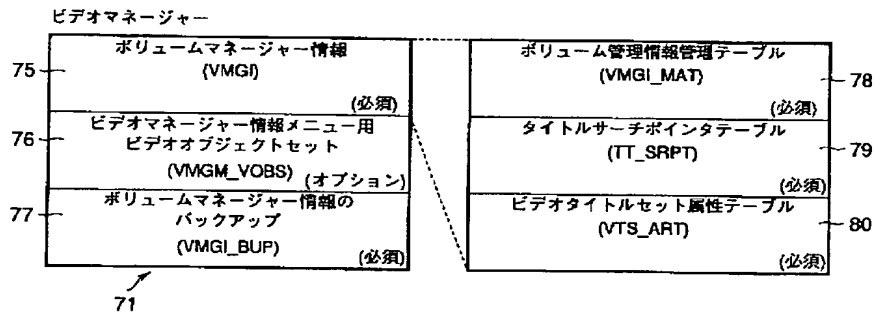 ビデオマネージャー
75
ボリュームマネージャー情報
(VMGI)
(必須)
76
ビデオマネージャー情報メニュー用
ビデオオブジェクトセット
(VMGM_VOBS)
(オプション)
77
ボリュームマネージャー情報の
バックアップ
(VMGI_BUP)
(必須)
71
ボリューム管理情報管理テーブル
(VMGI_MAT)
(必須)
78
タイトルサーチポインタテーブル
(TT_SRPT)
(必須)
79
ビデオタイトルセット属性テーブル
(VTS_ART)
(必須)
80